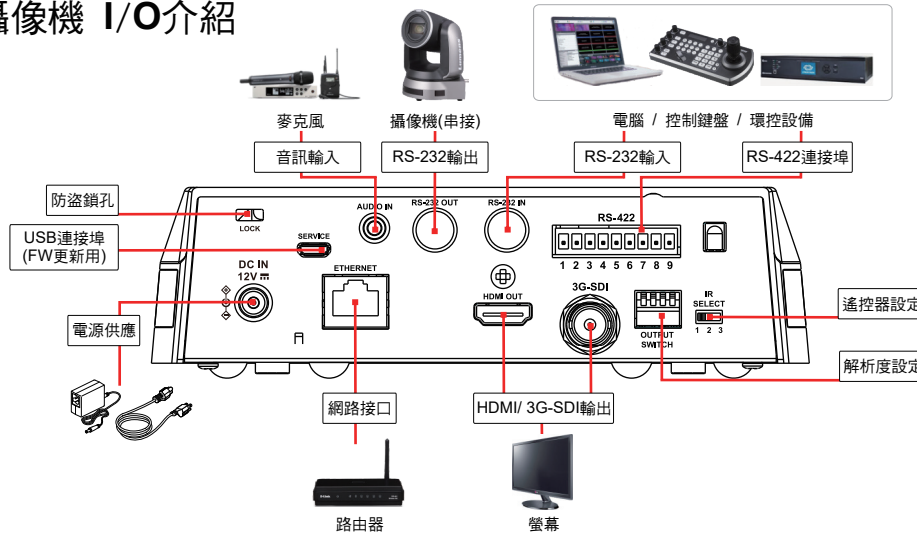 攝像機 I/O介紹
麥克風
攝像機(串接)
電腦 / 控制鍵盤 / 環控設備
音訊輸入
RS-232輸出
RS-232輸入
RS-422連接埠
防盜鎖孔
USB連接埠
(FW更新用)
電源供應
LOCK
SERVICE
AUDIO IN
RS-232 OUT
RS-232 IN
RS-422
1 2 3 4 5 6 7 8 9
DC IN
12V
ETHERNET
HDMI OUT
3G-SDI
OUTPUT
SWITCH
IR
SELECT
1 2 3
遙控器設定
解析度設定
網路接口
HDMI/ 3G-SDI輸出
路由器
螢幕